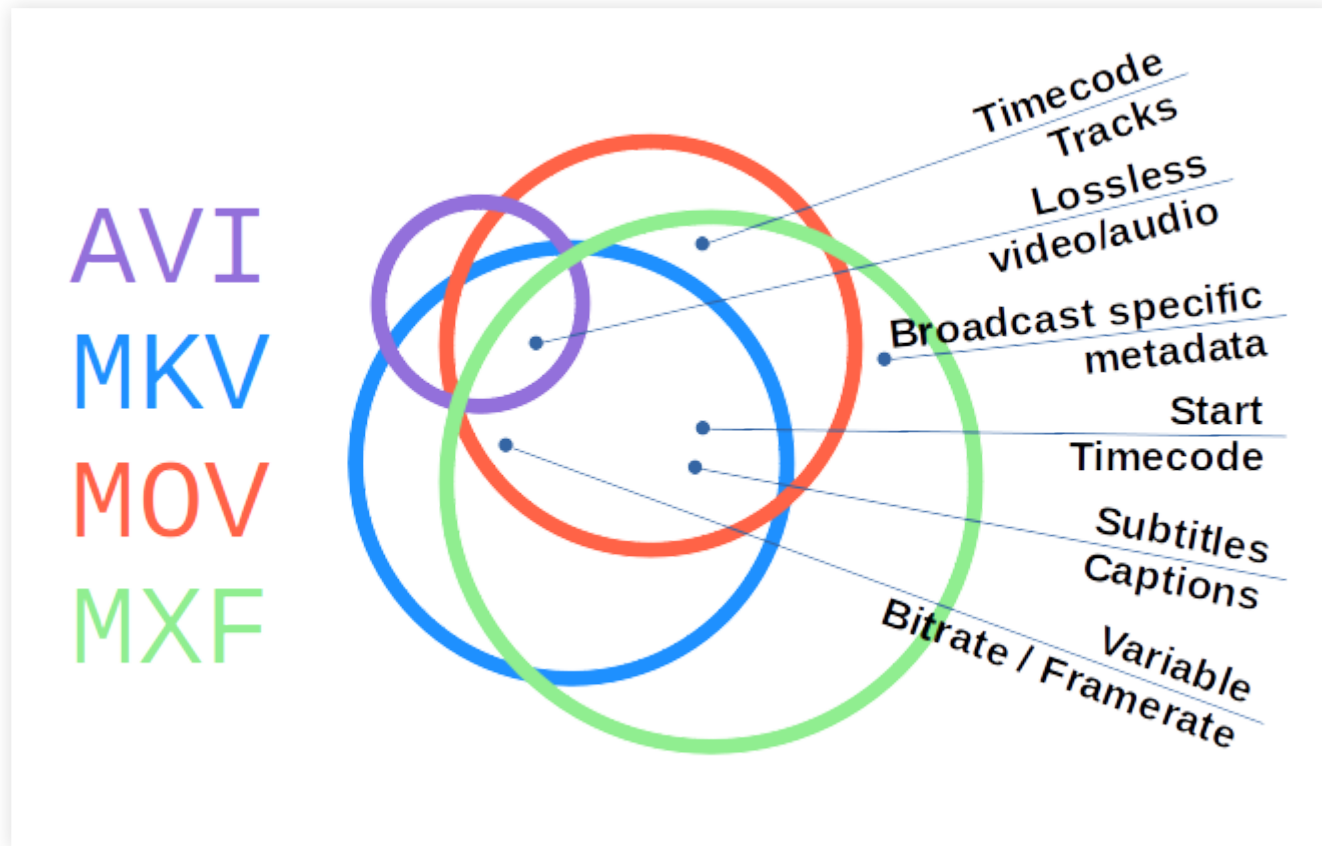 AVI
MKV
MOV
MXF
Timecode
Tracks
Lossless
video/audio
Broadcast specific
metadata
Start
Timecode
Subtitles
Captions
Variable
Bitrate / Framerate